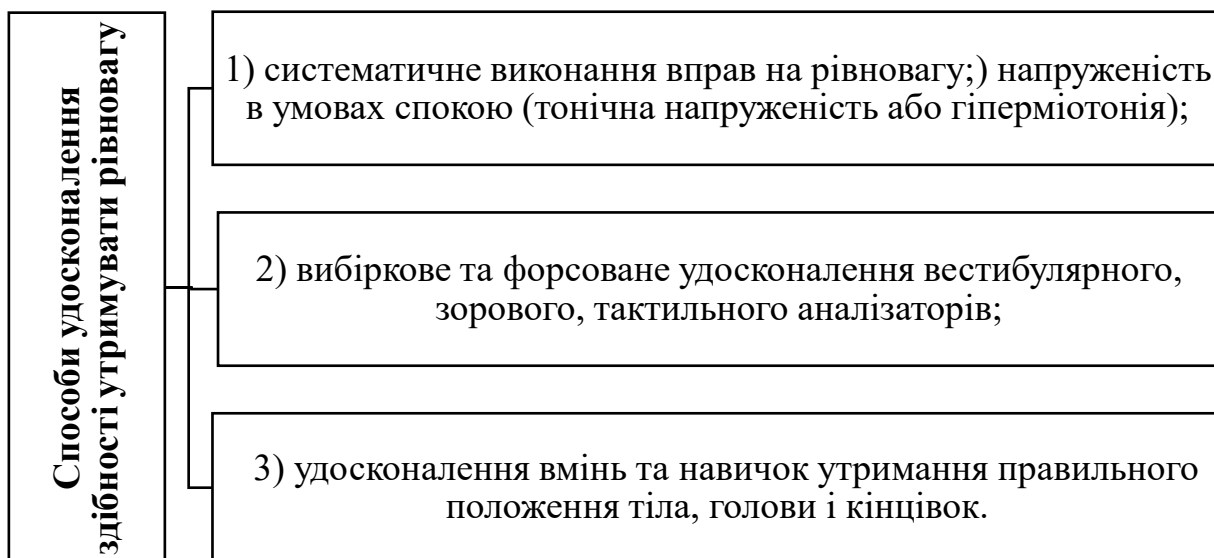 Способи удосконалення
здібності утримувати рівновагу
1) систематичне виконання вправ на рівновагу;) напруженість
в умовах спокою (тонічна напруженість або гіперміотонія);
2) вибіркове та форсоване удосконалення вестибулярного,
зорового, тактильного аналізаторів;
3) удосконалення вмінь та навичок утримання правильного
положення тіла, голови і кінцівок.